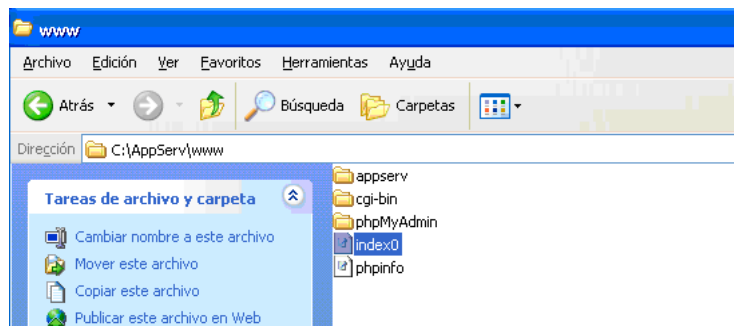 www
Archivo Edición Ver Favoritos Herramientas Ayuda
Atrás Búsqueda Carpetas
Dirección C:\AppServ\www
Tareas de archivo y carpeta
Cambiar nombre a este archivo
Mover este archivo
Copiar este archivo
Publicar este archivo en Web
appserv
cgi-bin
phpMyAdmin
index0
phpinfo